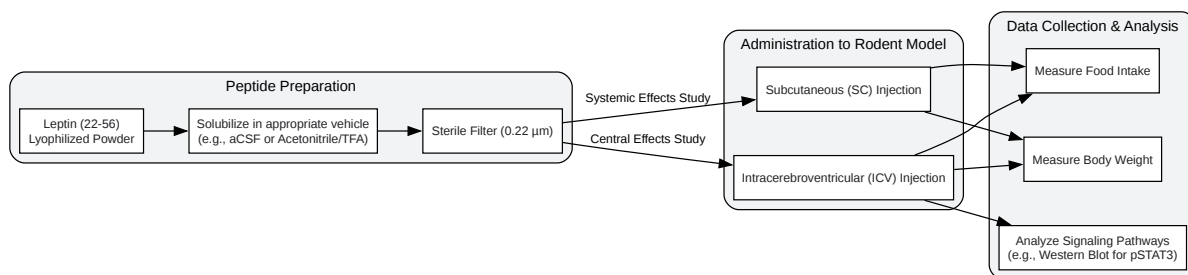 Peptide Preparation
Leptin (22-56)
Lyophilized Powder
Solubilize in appropriate vehicle
(e.g., aCSF or Acetonitrile/TFA)
Sterile Filter (0.22 µm)
Systemic Effects Study
Central Effects Study
Administration to Rodent Model
Subcutaneous (SC) Injection
Intracerebroventricular (ICV) Injection
Data Collection & Analysis
Measure Food Intake
Measure Body Weight
Analyze Signaling Pathways
(e.g., Western Blot for pSTAT3)